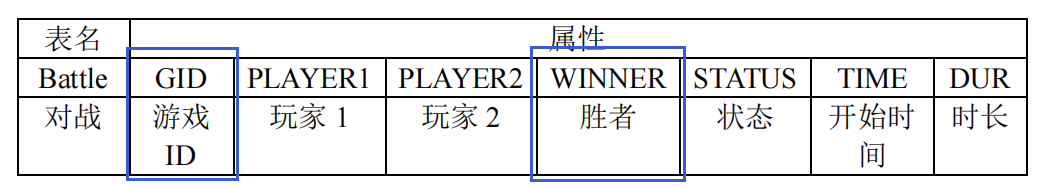 表名 属性
Battle GID PLAYER1 PLAYER2 WINNER STATUS TIME DUR
对战 游戏 玩家 1 玩家 2 胜者 状态 开始时 时长
ID 间